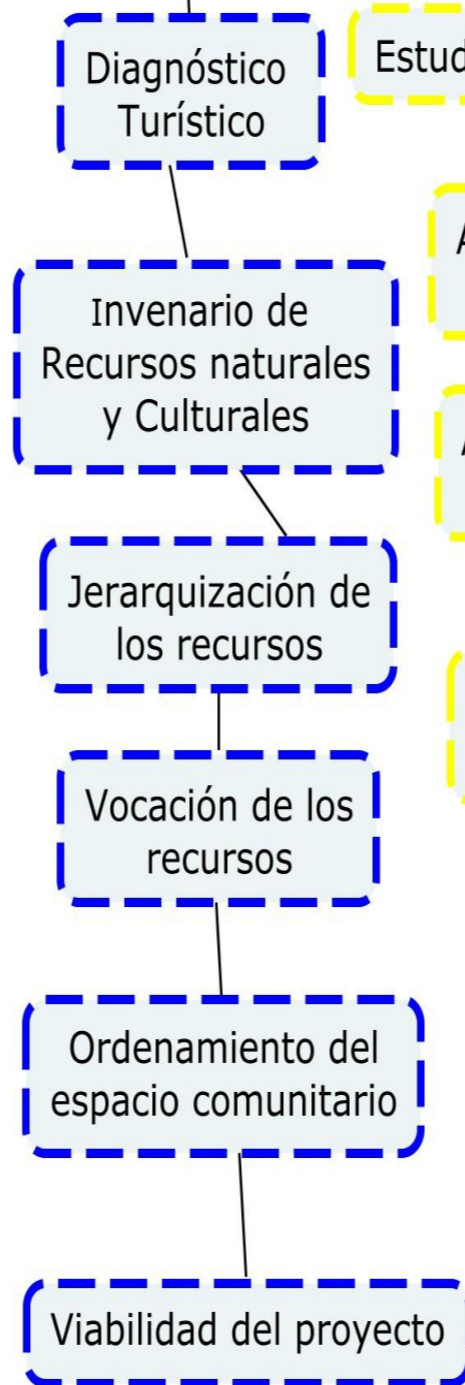 Diagnóstico
Turístico
Invenario de
Recursos naturales
y Culturales
Jerarquización de
los recursos
Vocación de los
recursos
Ordenamiento del
espacio comunitario
Viabilidad del proyecto